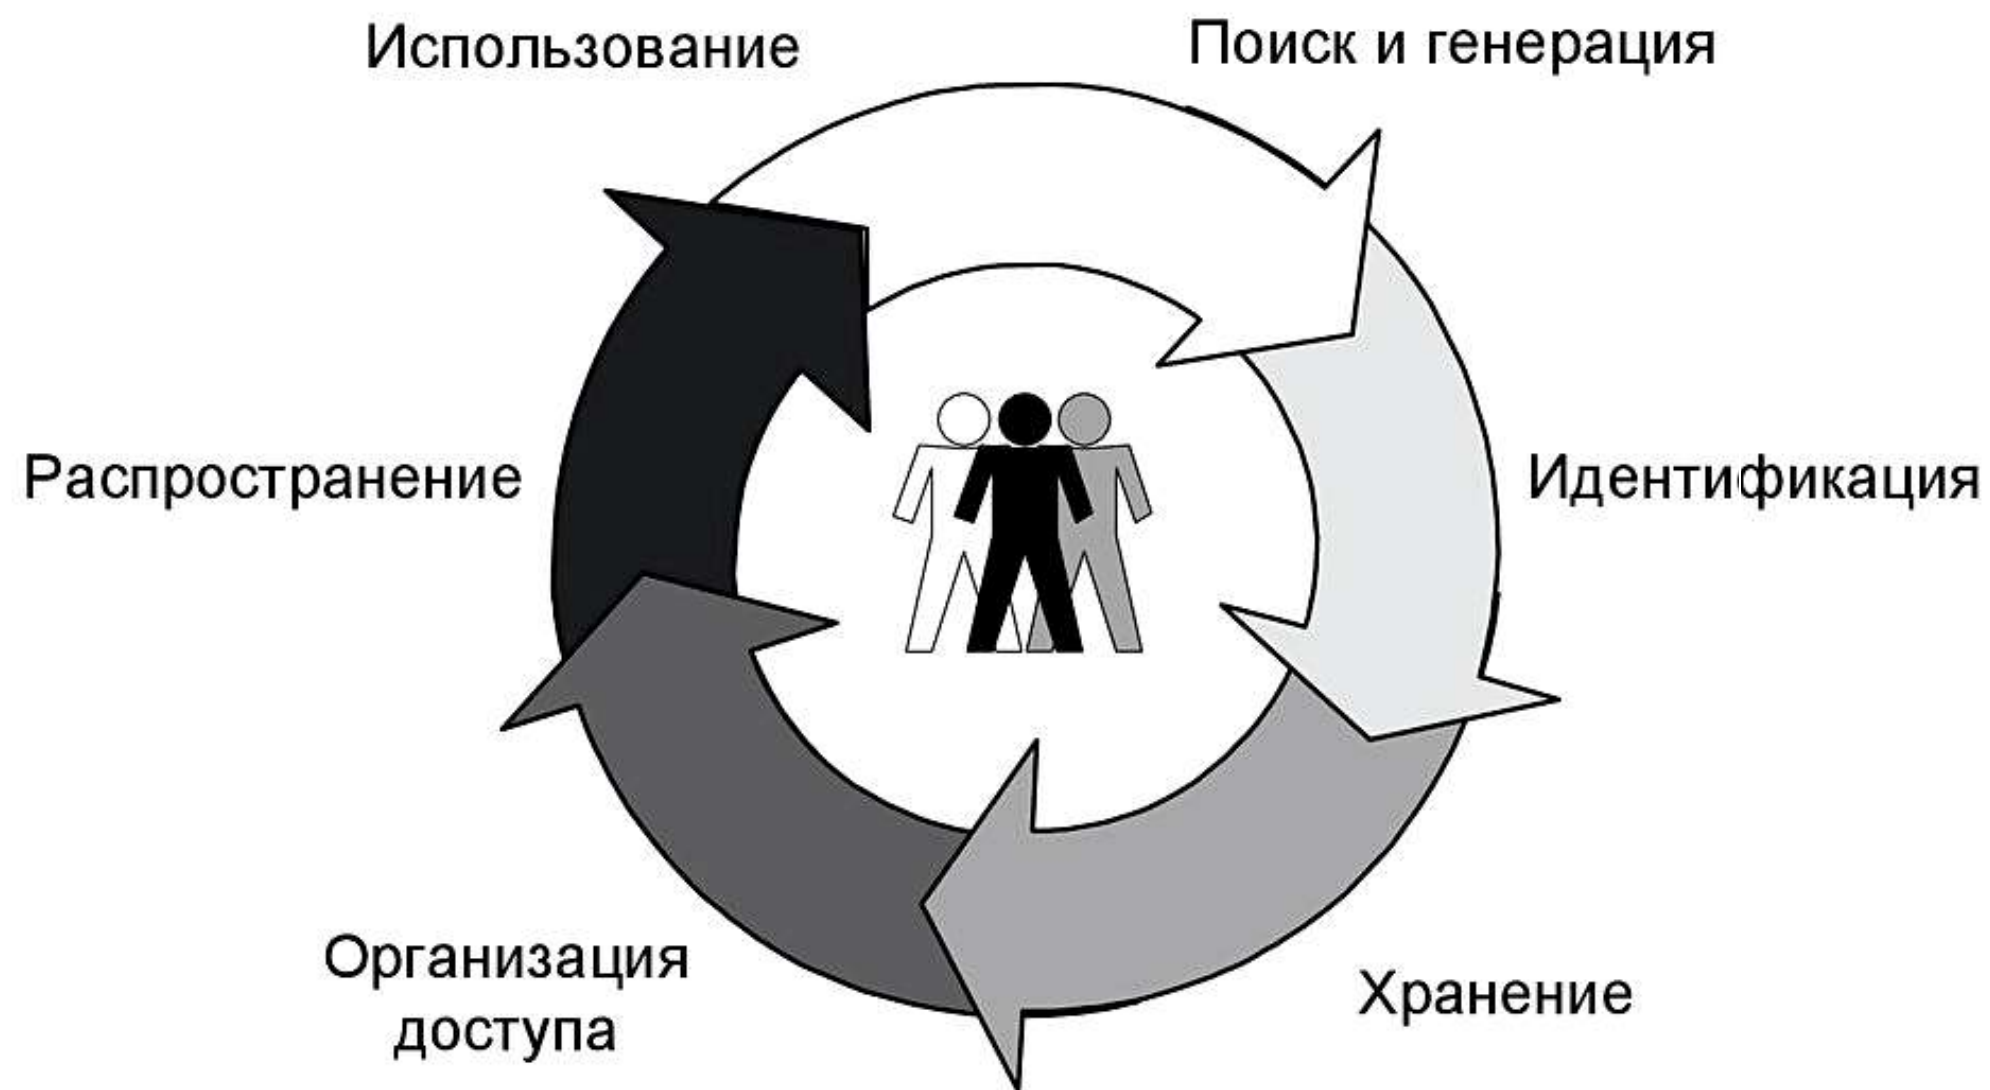 Использование
Поиск и генерация
Распространение
Идентификация
Организация
доступа
Хранение